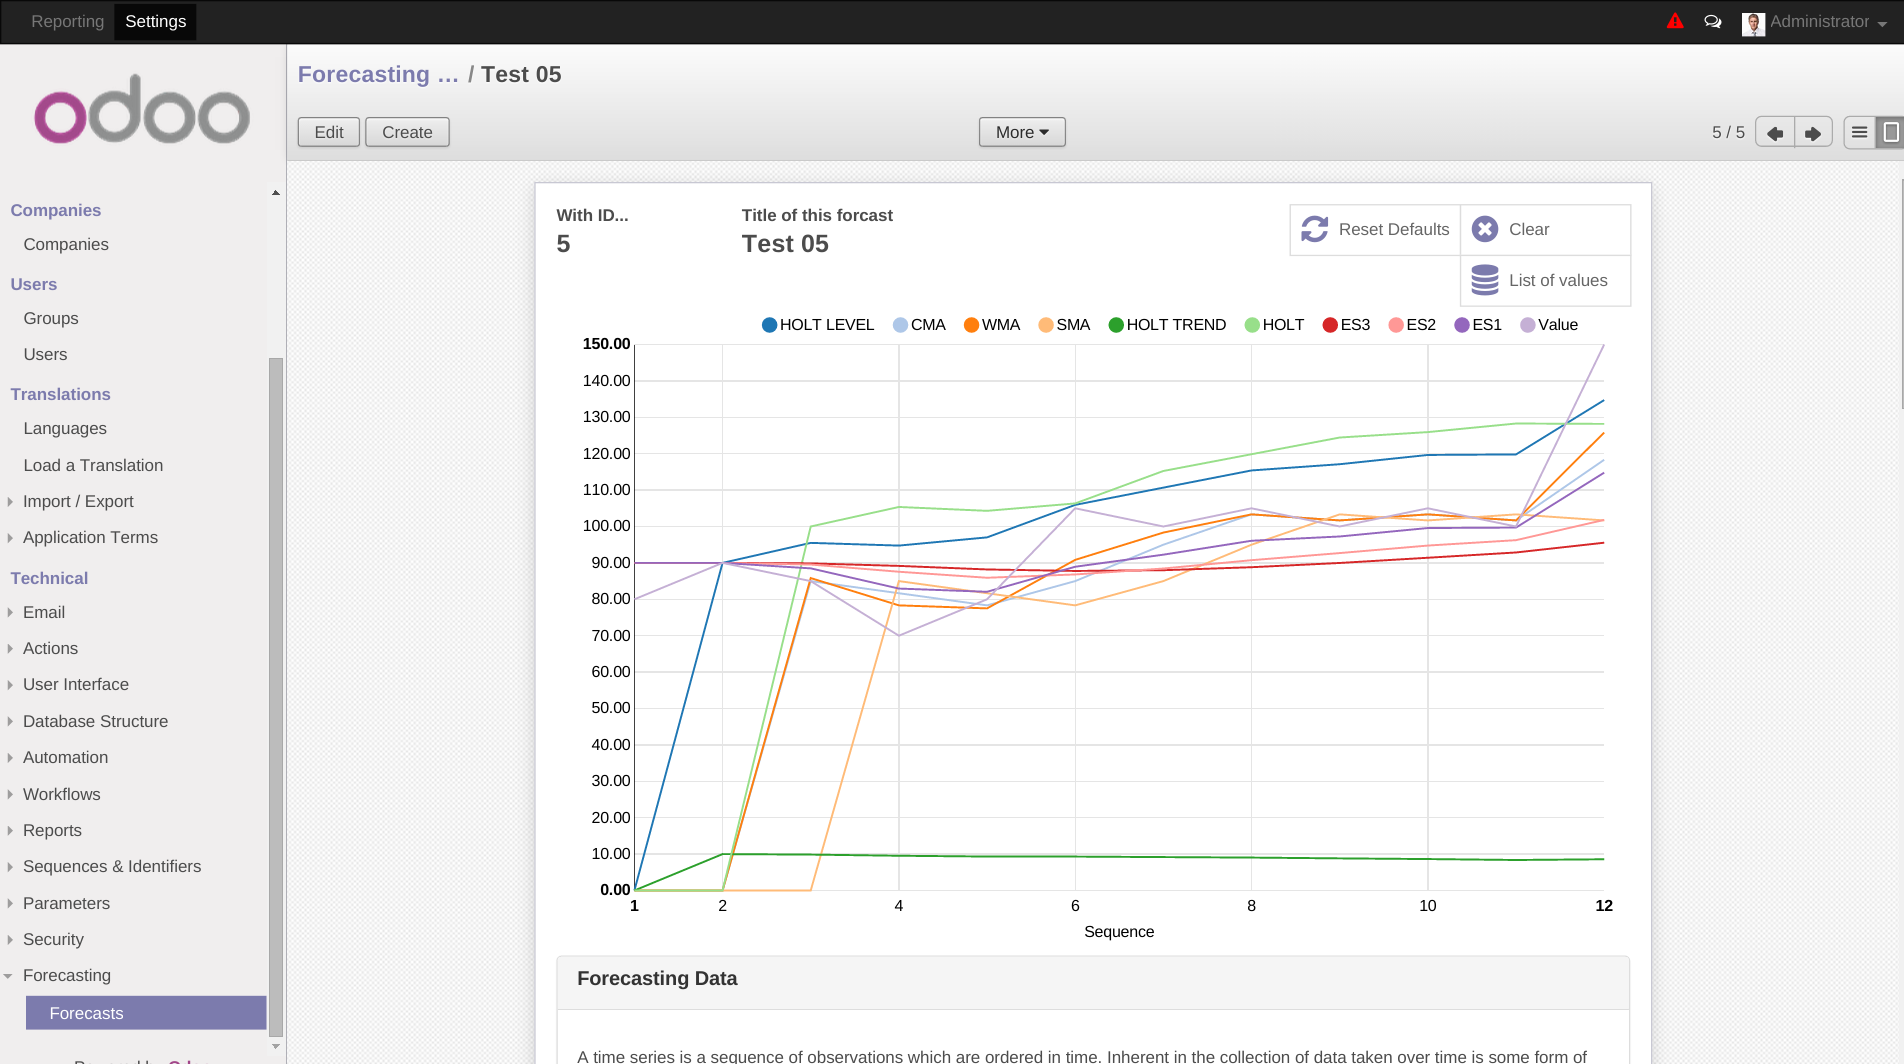 Reporting Settings Administrator
odoo
Forecasting ... / Test 05
Edit Create More 5 / 5
Companies
Companies
Users
Groups
Users
Translations
Languages
Load a Translation
Import / Export
Application Terms
Technical
Email
Actions
User Interface
Database Structure
Automation
Workflows
Reports
Sequences & Identifiers
Parameters
Security
Forecasting
Forecasts
With ID... Title of this forcast
5 Test 05
Reset Defaults Clear
List of values
HOLT LEVEL CMA WMA SMA HOLT TREND HOLT ES3 ES2 ES1 Value
150.00
140.00
130.00
120.00
110.00
100.00
90.00
80.00
70.00
60.00
50.00
40.00
30.00
20.00
10.00
0.00
1 2 4 6 8 10 12
Sequence
Forecasting Data
A time series is a sequence of observations which are ordered in time. Inherent in the collection of data taken over time is some form of